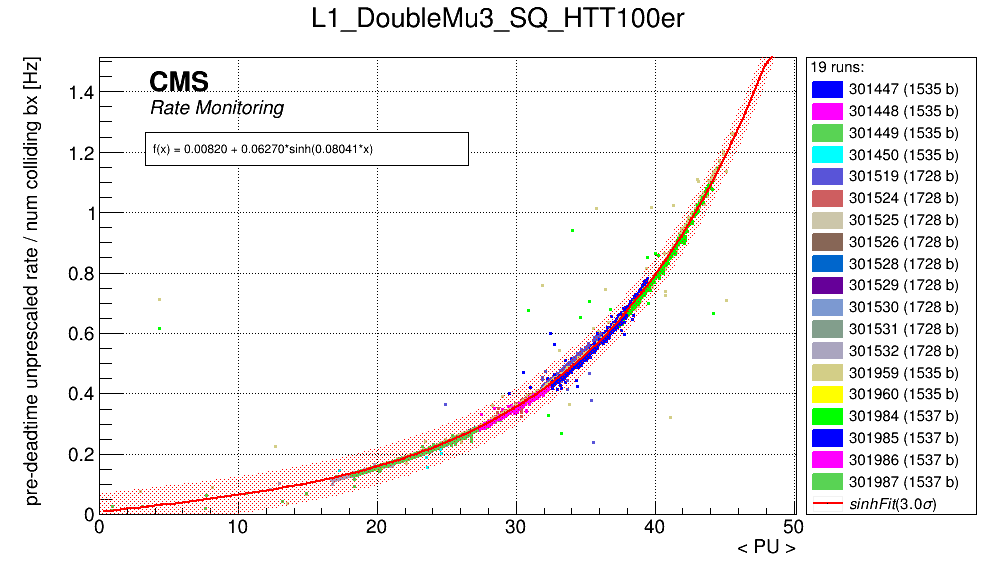 L1_DoubleMu3_SQ_HTT100er
pre-deadtime unprescaled rate / num colliding bx [Hz]
CMS
Rate Monitoring
f(x) = 0.00820 + 0.06270*sinh(0.08041*x)
1.4
1.2
1
0.8
0.6
0.4
0.2
0
0
10
20
30
40
50
< PU >
19 runs:
301447 (1535 b)
301448 (1535 b)
301449 (1535 b)
301450 (1535 b)
301519 (1728 b)
301524 (1728 b)
301525 (1728 b)
301526 (1728 b)
301528 (1728 b)
301529 (1728 b)
301530 (1728 b)
301531 (1728 b)
301532 (1728 b)
301959 (1535 b)
301960 (1535 b)
301984 (1537 b)
301985 (1537 b)
301986 (1537 b)
301987 (1537 b)
sinhFit(3.0σ)